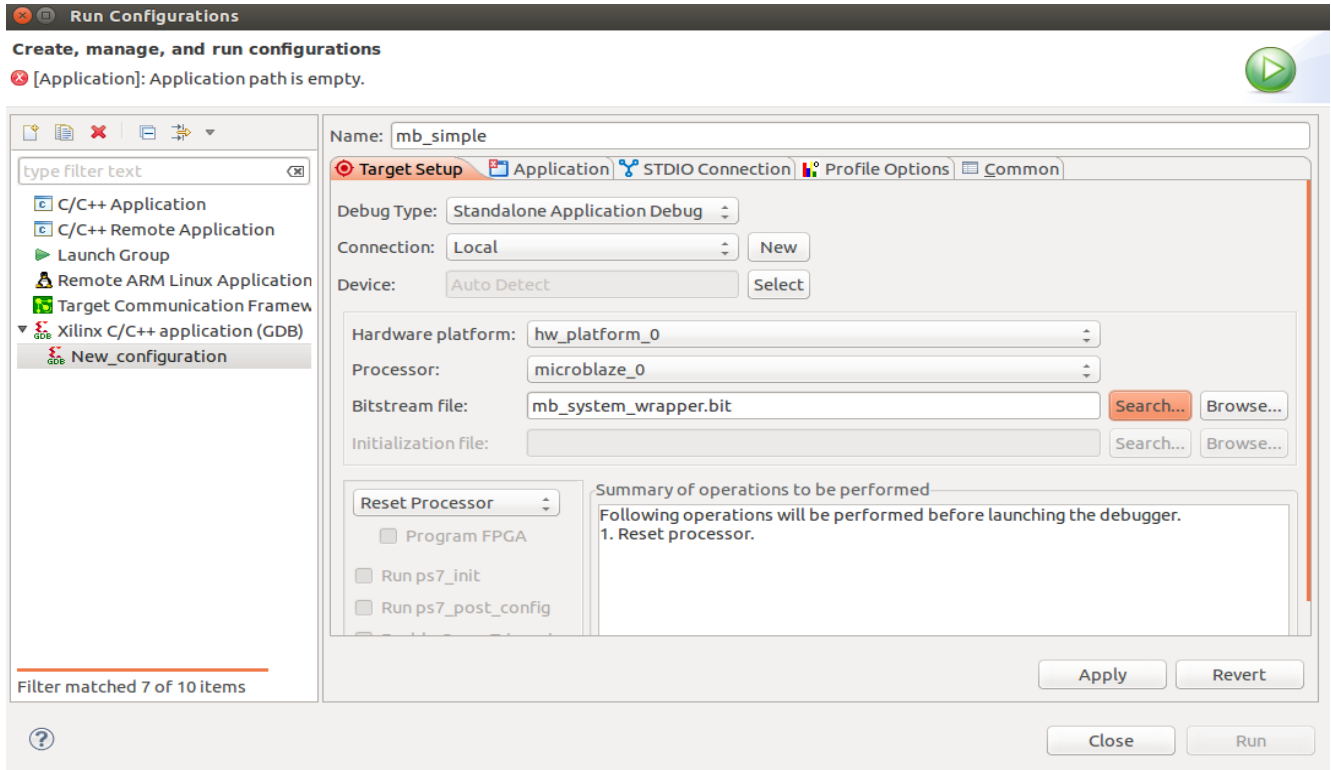 Run Configurations
Create, manage, and run configurations
[Application]: Application path is empty.
type filter text
C/C++ Application
C/C++ Remote Application
Launch Group
Remote ARM Linux Application
Target Communication Framew
Xilinx C/C++ application (GDB)
New_configuration
Filter matched 7 of 10 items
Name: mb_simple
Target Setup Application STDIO Connection Profile Options Common
Debug Type: Standalone Application Debug
Connection: Local New
Device: Auto Detect Select
Hardware platform: hw_platform_0
Processor: microblaze_0
Bitstream file: mb_system_wrapper.bit Search... Browse...
Initialization file: Search... Browse...
Reset Processor
Program FPGA
Run ps7_init
Run ps7_post_config
Summary of operations to be performed
Following operations will be performed before launching the debugger.
1. Reset processor.
Apply Revert
Close Run